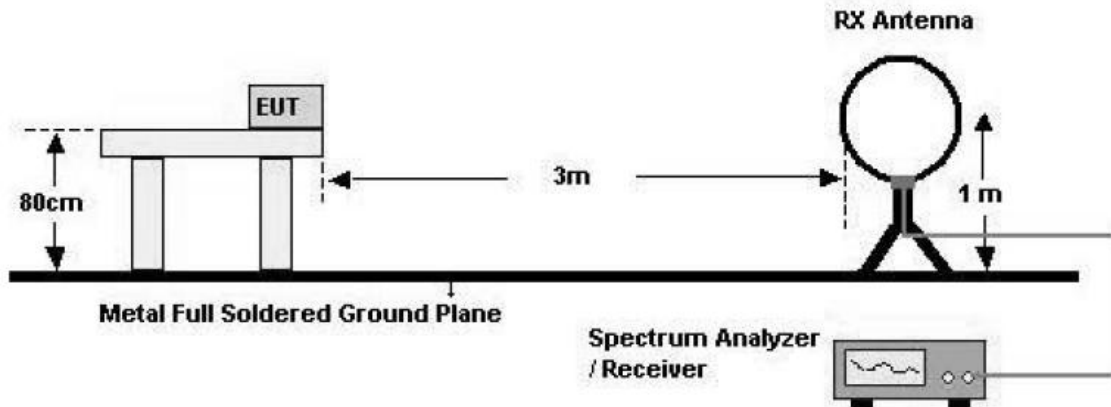 RX Antenna
EUT
80cm
3m
1 m
Metal Full Soldered Ground Plane
Spectrum Analyzer
/ Receiver